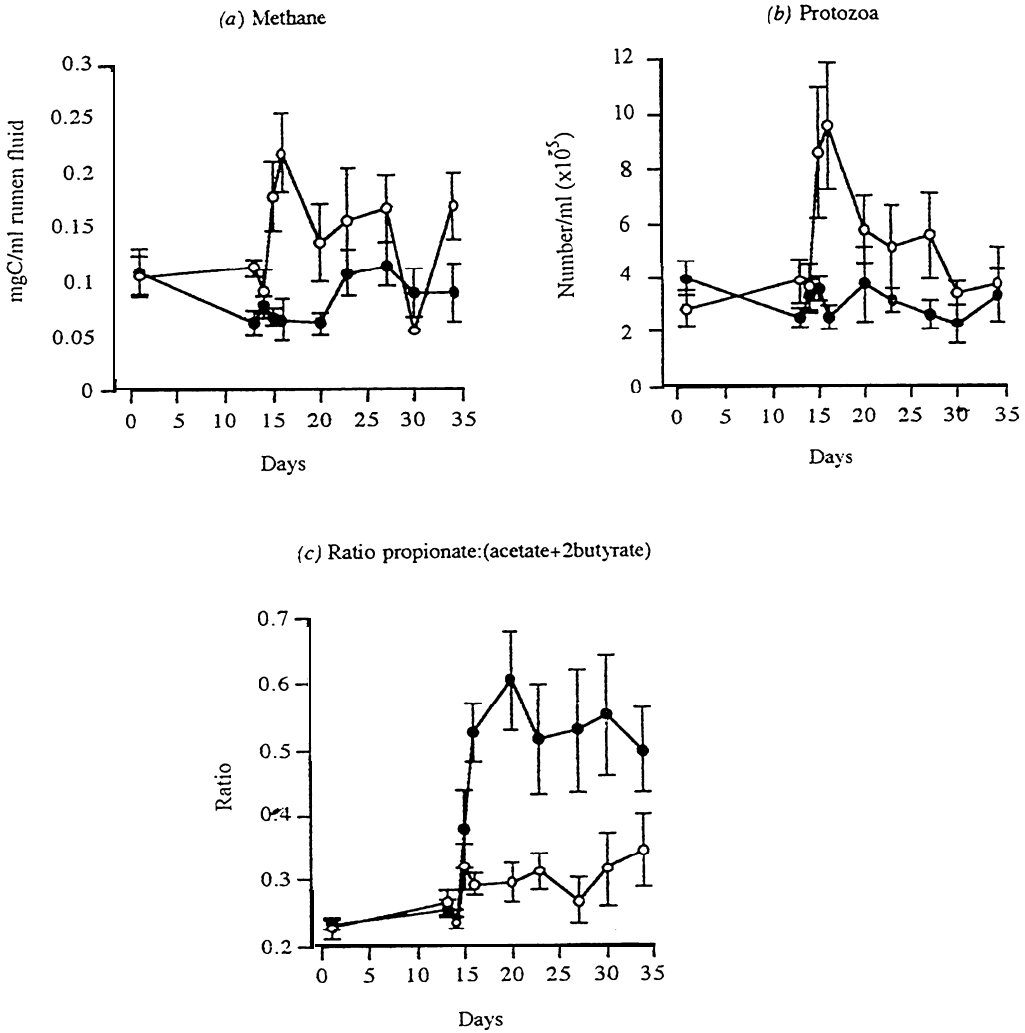 (a) Methane
mgC/ml rumen fluid
0.3
0.25
0.2
0.15
0.1
0.05
0
0 5 10 15 20 25 30 35
Days
(b) Protozoa
Number/ml (x10⁻⁵)
12
10
8
6
4
2
0
0 5 10 15 20 25 30 35
Days
(c) Ratio propionate:(acetate+2butyrate)
Ratio
0.7
0.6
0.5
0.4
0.3
0.2
0 5 10 15 20 25 30 35
Days